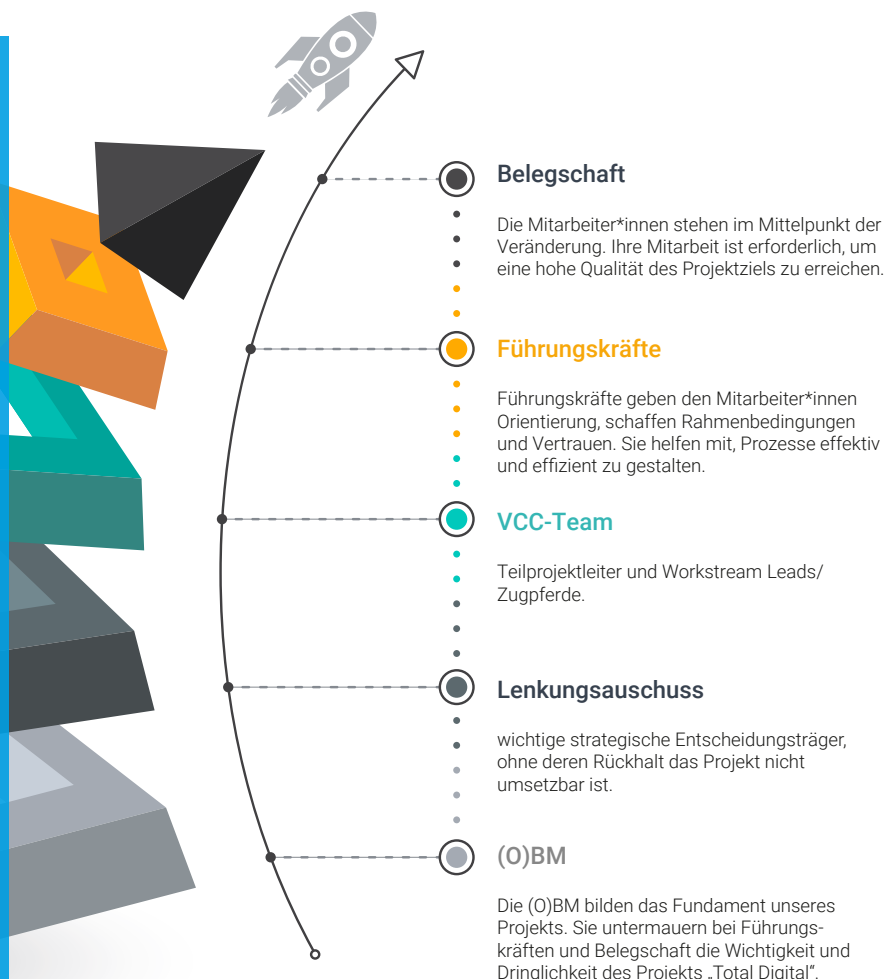 Belegschaft
Die Mitarbeiter*innen stehen im Mittelpunkt der
Veränderung. Ihre Mitarbeit ist erforderlich, um
eine hohe Qualität des Projektziels zu erreichen.
Führungskräfte
Führungskräfte geben den Mitarbeiter*innen
Orientierung, schaffen Rahmenbedingungen
und Vertrauen. Sie helfen mit, Prozesse effektiv
und effizient zu gestalten.
VCC-Team
Teilprojektleiter und Workstream Leads/
Zugpferde.
Lenkungsauschuss
wichtige strategische Entscheidungsträger,
ohne deren Rückhalt das Projekt nicht
umsetzbar ist.
(O)BM
Die (O)BM bilden das Fundament unseres
Projekts. Sie untermauern bei Führungs-
kräften und Belegschaft die Wichtigkeit und
Dringlichkeit des Projekts „Total Digital“.